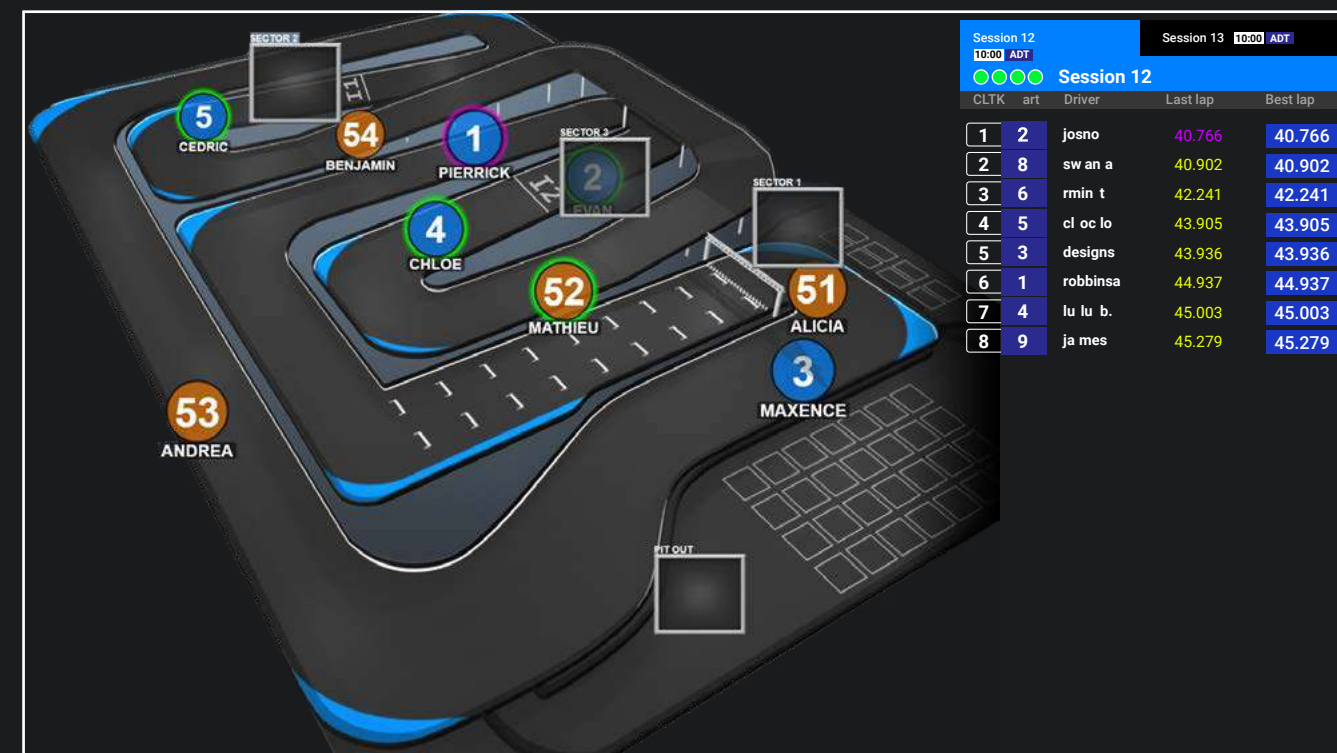 SECTOR 2
5
CEDRIC
11
54
BENJAMIN
1
PIERRICK
SECTOR 3
2
EVAN
12
SECTOR 1
4
CHLOE
52
MATHIEU
51
ALICIA
3
MAXENCE
53
ANDREA
PIT OUT
Session 12
10:00 ADT
Session 13 10:00 ADT
Session 12
CLTK art Driver Last lap Best lap
1 2 josno 40.766 40.766
2 8 sw an a 40.902 40.902
3 6 rmin t 42.241 42.241
4 5 cl oc lo 43.905 43.905
5 3 designs 43.936 43.936
6 1 robbinsa 44.937 44.937
7 4 lu lu b. 45.003 45.003
8 9 ja mes 45.279 45.279